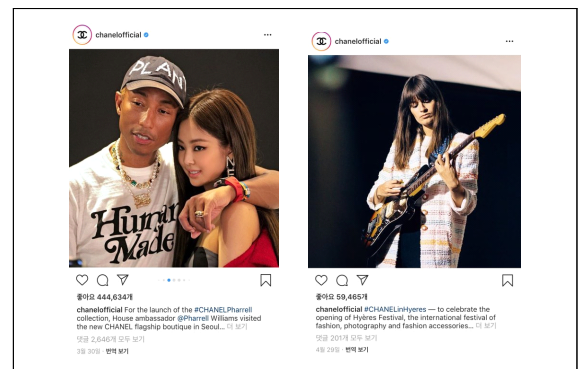 chanelofficial
PLAN
Human
Made
좋아요 444,634개
chanelofficial For the launch of the #CHANELPharrell
collection, House ambassador @Pharrell Williams visited
the new CHANEL flagship boutique in Seoul... 더 보기
댓글 2,646개 모두 보기
3월 30일 · 번역 보기
chanelofficial
좋아요 59,465개
chanelofficial #CHANELinHyeres — to celebrate the
opening of Hyères Festival, the international festival of
fashion, photography and fashion accessories... 더 보기
댓글 201개 모두 보기
4월 29일 · 번역 보기